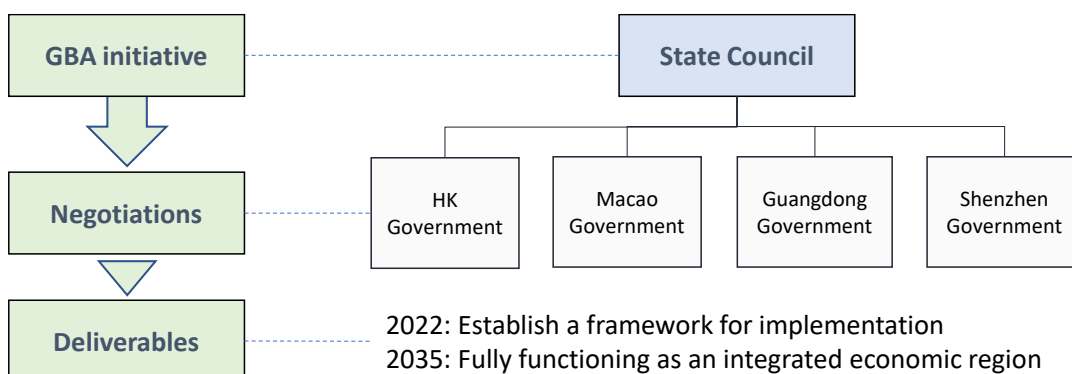 GBA initiative
State Council
Negotiations
HK
Government
Macao
Government
Guangdong
Government
Shenzhen
Government
Deliverables
2022: Establish a framework for implementation
2035: Fully functioning as an integrated economic region